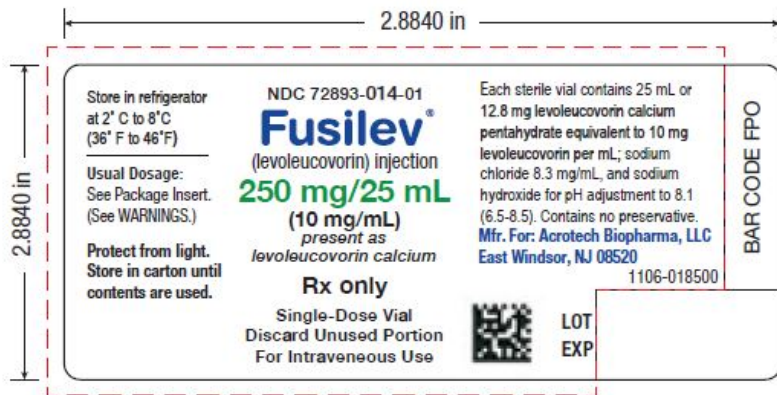 2.8840 in
2.8840 in
Store in refrigerator
at 2° C to 8°C
(36° F to 46°F)
Usual Dosage:
See Package Insert.
(See WARNINGS.)
Protect from light.
Store in carton until
contents are used.
NDC 72893-014-01
Fusilev®
(levoleucovorin) injection
250 mg/25 mL
(10 mg/mL)
present as
levoleucovorin calcium
Rx only
Single-Dose Vial
Discard Unused Portion
For Intraveneous Use
Each sterile vial contains 25 mL or
12.8 mg levoleucovorin calcium
pentahydrate equivalent to 10 mg
levoleucovorin per mL; sodium
chloride 8.3 mg/mL, and sodium
hydroxide for pH adjustment to 8.1
(6.5-8.5). Contains no preservative.
Mfr. For: Acrotech Biopharma, LLC
East Windsor, NJ 08520
1106-018500
LOT
EXP
BAR CODE FPO